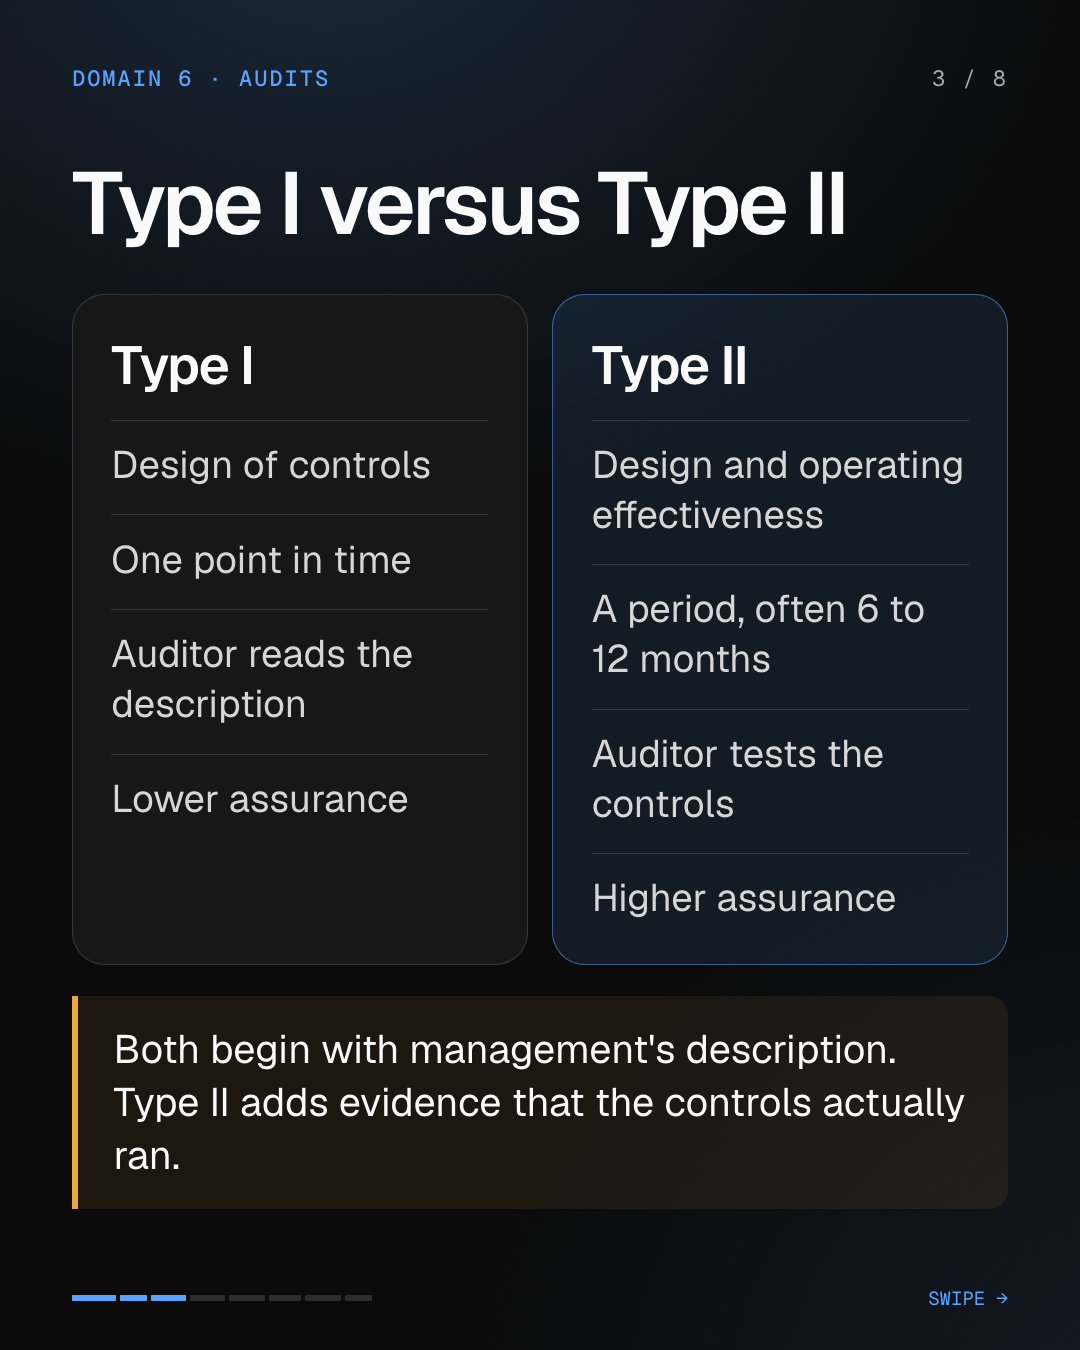 DOMAIN 6 · AUDITS
3 / 8
Type I versus Type II
Type I
Design of controls
One point in time
Auditor reads the
description
Lower assurance
Type II
Design and operating
effectiveness
A period, often 6 to
12 months
Auditor tests the
controls
Higher assurance
Both begin with management's description.
Type II adds evidence that the controls actually
ran.
SWIPE →